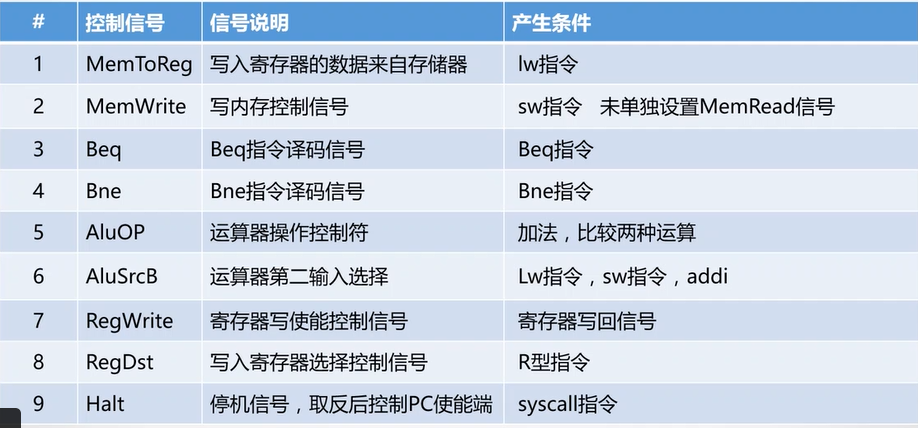 # 控制信号 信号说明 产生条件
1 MemToReg 写入寄存器的数据来自存储器 lw指令
2 MemWrite 写内存控制信号 sw指令 未单独设置MemRead信号
3 Beq Beq指令译码信号 Beq指令
4 Bne Bne指令译码信号 Bne指令
5 AluOP 运算器操作控制符 加法，比较两种运算
6 AluSrcB 运算器第二输入选择 Lw指令，sw指令，addi
7 RegWrite 寄存器写使能控制信号 寄存器写回信号
8 RegDst 写入寄存器选择控制信号 R型指令
9 Halt 停机信号，取反后控制PC使能端 syscall指令